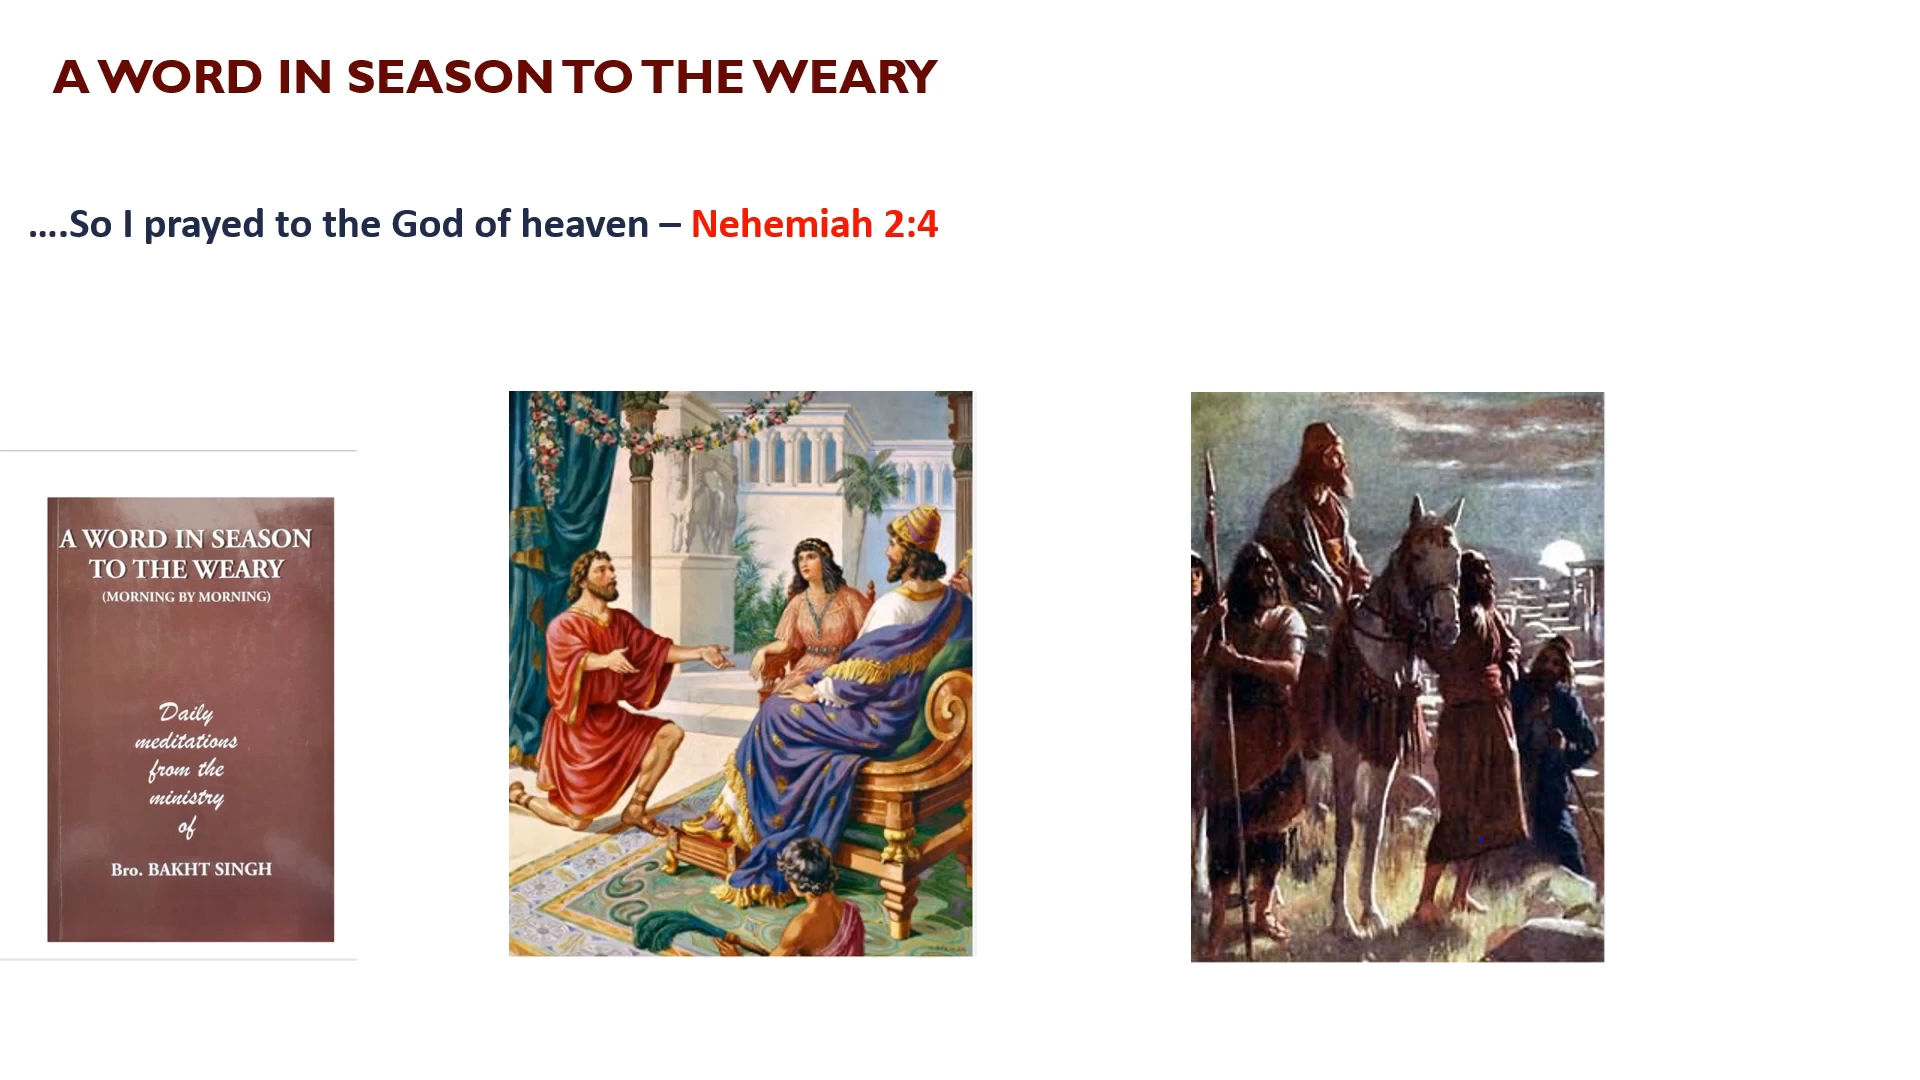 A WORD IN SEASON TO THE WEARY
....So I prayed to the God of heaven – Nehemiah 2:4
A WORD IN SEASON
TO THE WEARY
(MORNING BY MORNING)
Daily
meditations
from the
ministry
of
Bro. BAKHT SINGH